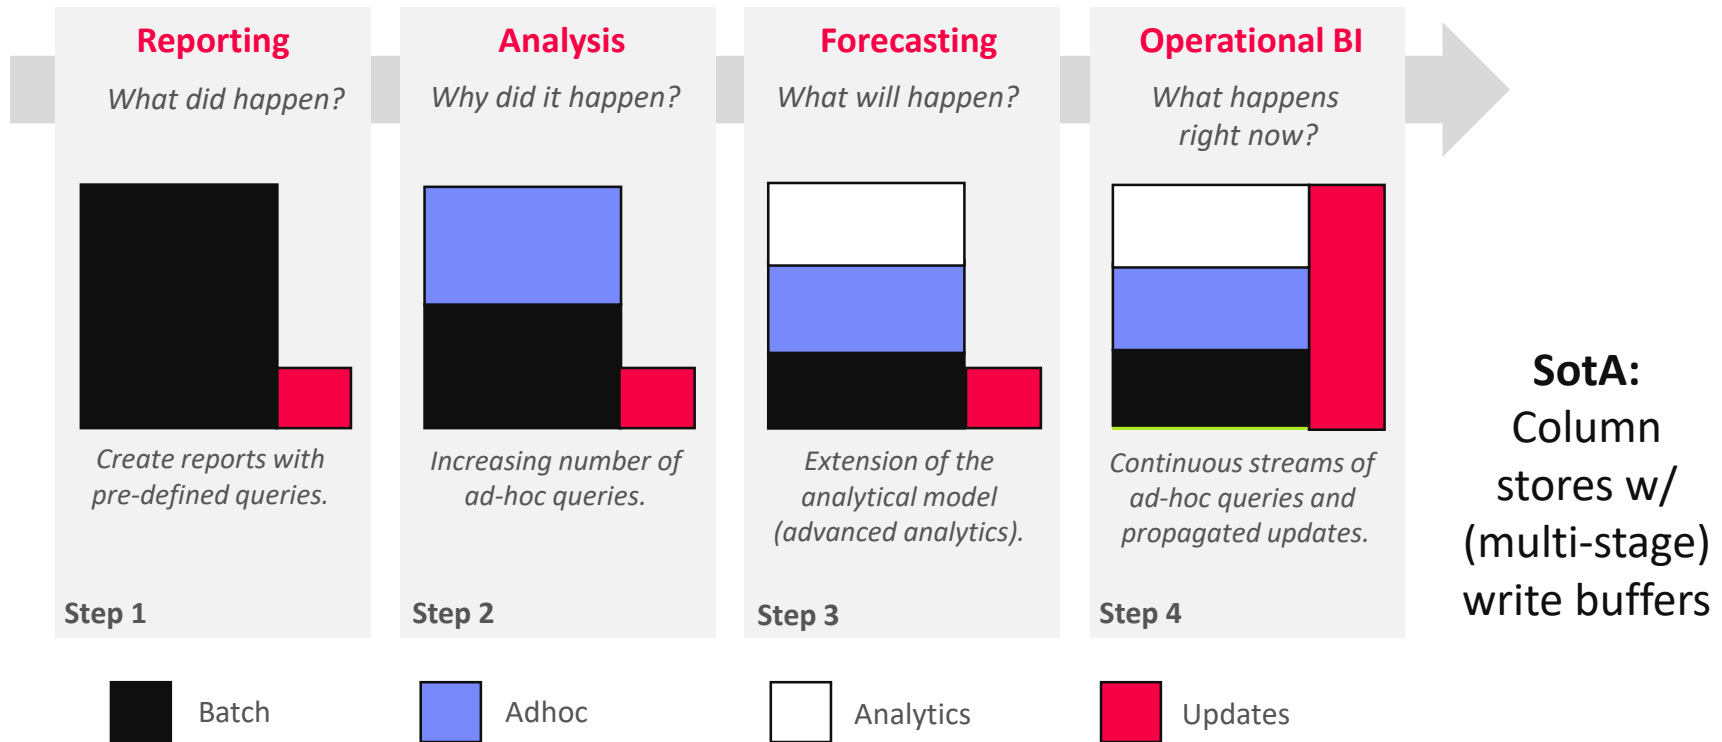 Reporting
What did happen?
Create reports with
pre-defined queries.
Step 1
Analysis
Why did it happen?
Increasing number of
ad-hoc queries.
Step 2
Forecasting
What will happen?
Extension of the
analytical model
(advanced analytics).
Step 3
Operational BI
What happens
right now?
Continuous streams of
ad-hoc queries and
propagated updates.
Step 4
SotA:
Column
stores w/
(multi-stage)
write buffers
Batch
Adhoc
Analytics
Updates